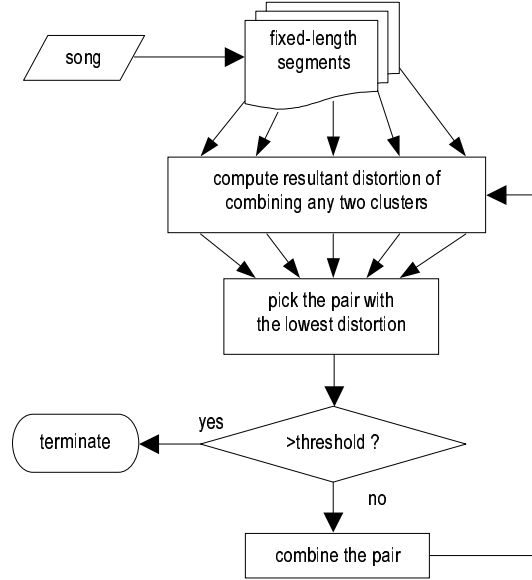 song
fixed-length
segments
compute resultant distortion of
combining any two clusters
pick the pair with
the lowest distortion
yes
terminate
>threshold ?
no
combine the pair